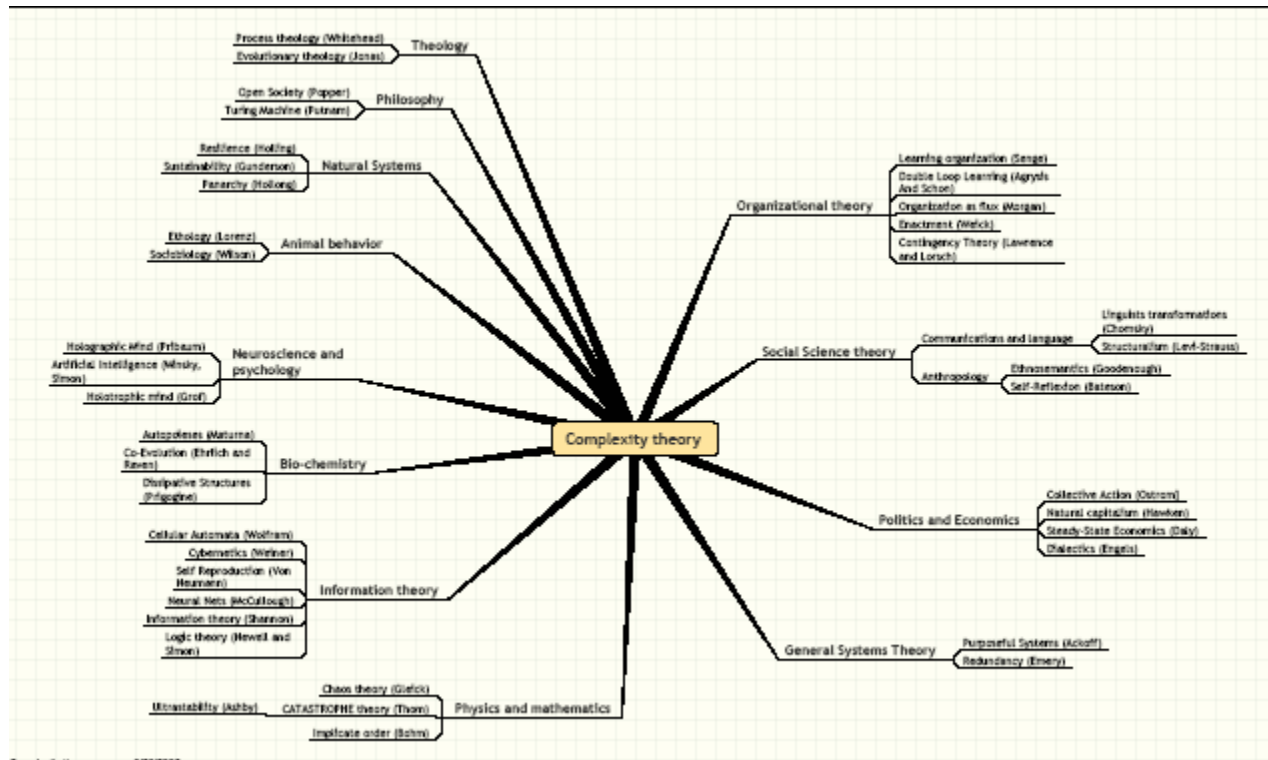 Process theology (Whitehead)
Evolutionary theology (Jonas)
Theology
Open Society (Popper)
Turing Machine (Putnam)
Philosophy
Resilience (Holling)
Sustainability (Gunderson)
Panarchy (Hollong)
Natural Systems
Ethology (Lorenz)
Sociobiology (Wilson)
Animal behavior
Holographic Mind (Pribaum)
Artificial Intelligence (Minsky,
Simon)
Holotrophic mind (Grof)
Neuroscience and
psychology
Autopoieses (Maturna)
Co-Evolution (Ehrlich and
Raven)
Dissipative Structures
(Prigogine)
Bio-chemistry
Cellular Automata (Wolfram)
Cybernetics (Weiner)
Self Reproduction (Von
Neumann)
Neural Nets (McCullough)
Information theory (Shannon)
Logic theory (Newell and
Simon)
Information theory
Chaos theory (Gleick)
Ultrastability (Ashby)
CATASTROPHE theory (Thom)
Implicate order (Bohm)
Physics and mathematics
Complexity theory
Organizational theory
Learning organization (Senge)
Double Loop Learning (Agryis
And Schon)
Organization as flux (Morgan)
Enactment (Weick)
Contingency Theory (Lawrence
and Lorsch)
Social Science theory
Communications and language
Linguists transformations
(Chomsky)
Structuralism (Levi-Strauss)
Anthropology
Ethnosemantics (Goodenough)
Self-Reflexion (Bateson)
Politics and Economics
Collective Action (Ostrom)
Natural capitalism (Hawken)
Steady-State Economics (Daly)
Dialectics (Engels)
General Systems Theory
Purposeful Systems (Ackoff)
Redundancy (Emery)